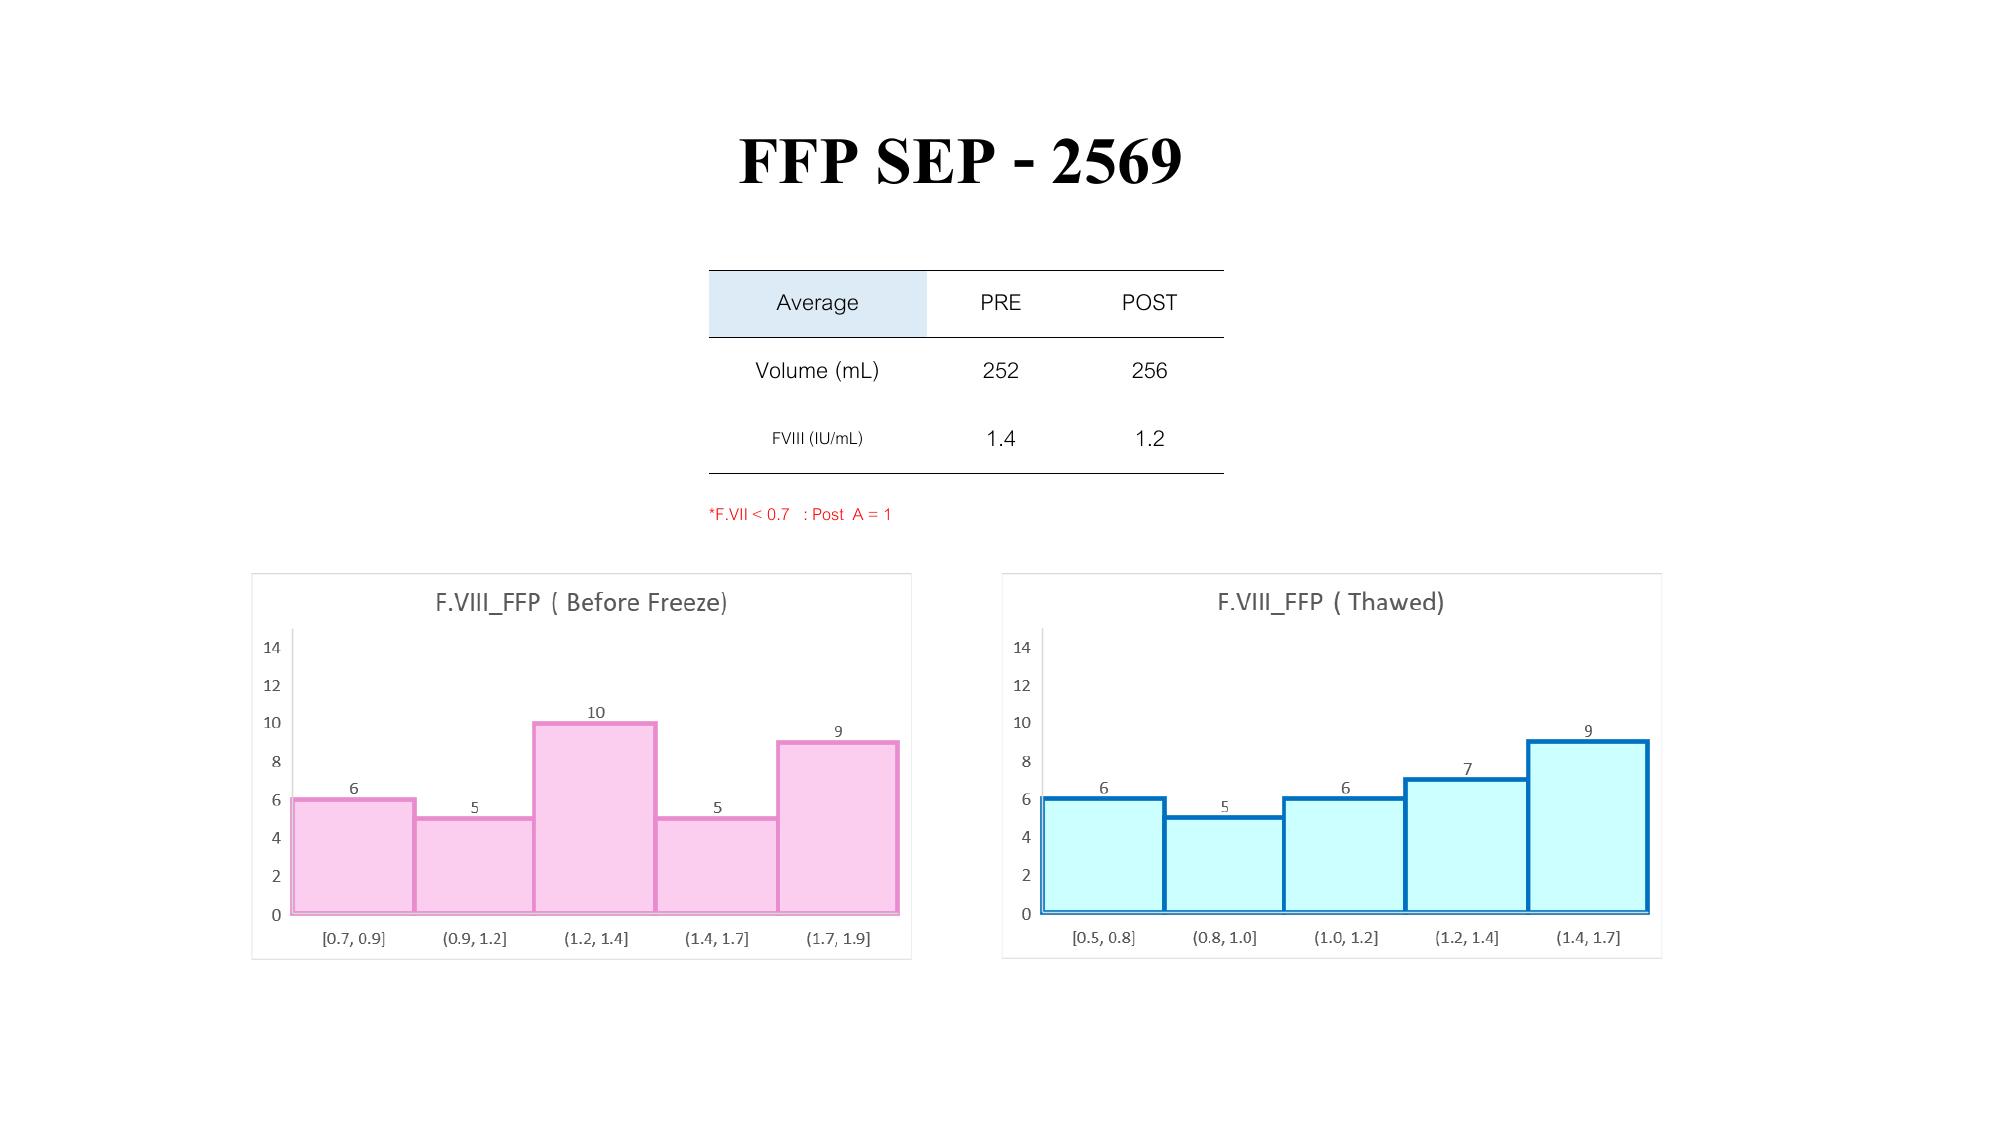 FFP SEP - 2569
Average PRE POST
Volume (mL) 252 256
FVIII (IU/mL) 1.4 1.2
*F.VII < 0.7 : Post A = 1
F.VIII_FFP ( Before Freeze)
14
12
10
8
6
4
2
0
6 5 10 5 9
[0.7, 0.9] (0.9, 1.2] (1.2, 1.4] (1.4, 1.7] (1.7, 1.9]
F.VIII_FFP ( Thawed)
14
12
10
8
6
4
2
0
6 5 6 7 9
[0.5, 0.8] (0.8, 1.0] (1.0, 1.2] (1.2, 1.4] (1.4, 1.7]